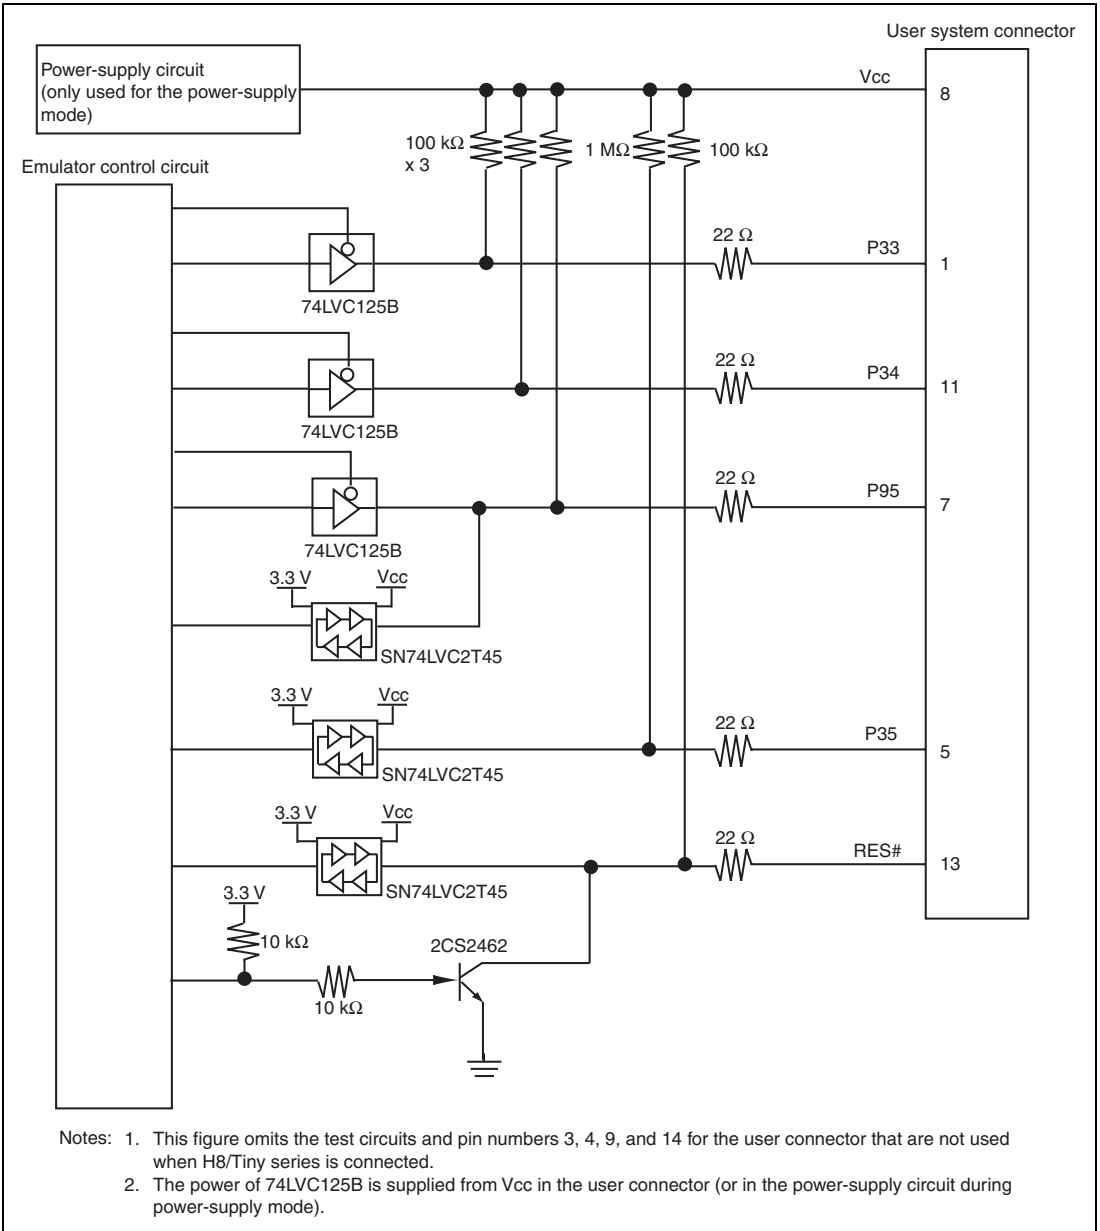 User system connector
Power-supply circuit
(only used for the power-supply
mode)
Vcc
8
100 kΩ
x 3
1 MΩ
100 kΩ
Emulator control circuit
22 Ω
P33
1
74LVC125B
22 Ω
P34
11
74LVC125B
22 Ω
P95
7
74LVC125B
3.3 V
Vcc
SN74LVC2T45
3.3 V
Vcc
22 Ω
P35
5
SN74LVC2T45
3.3 V
Vcc
22 Ω
RES#
13
SN74LVC2T45
3.3 V
10 kΩ
2CS2462
10 kΩ
Notes: 1. This figure omits the test circuits and pin numbers 3, 4, 9, and 14 for the user connector that are not used
when H8/Tiny series is connected.
2. The power of 74LVC125B is supplied from Vcc in the user connector (or in the power-supply circuit during
power-supply mode).